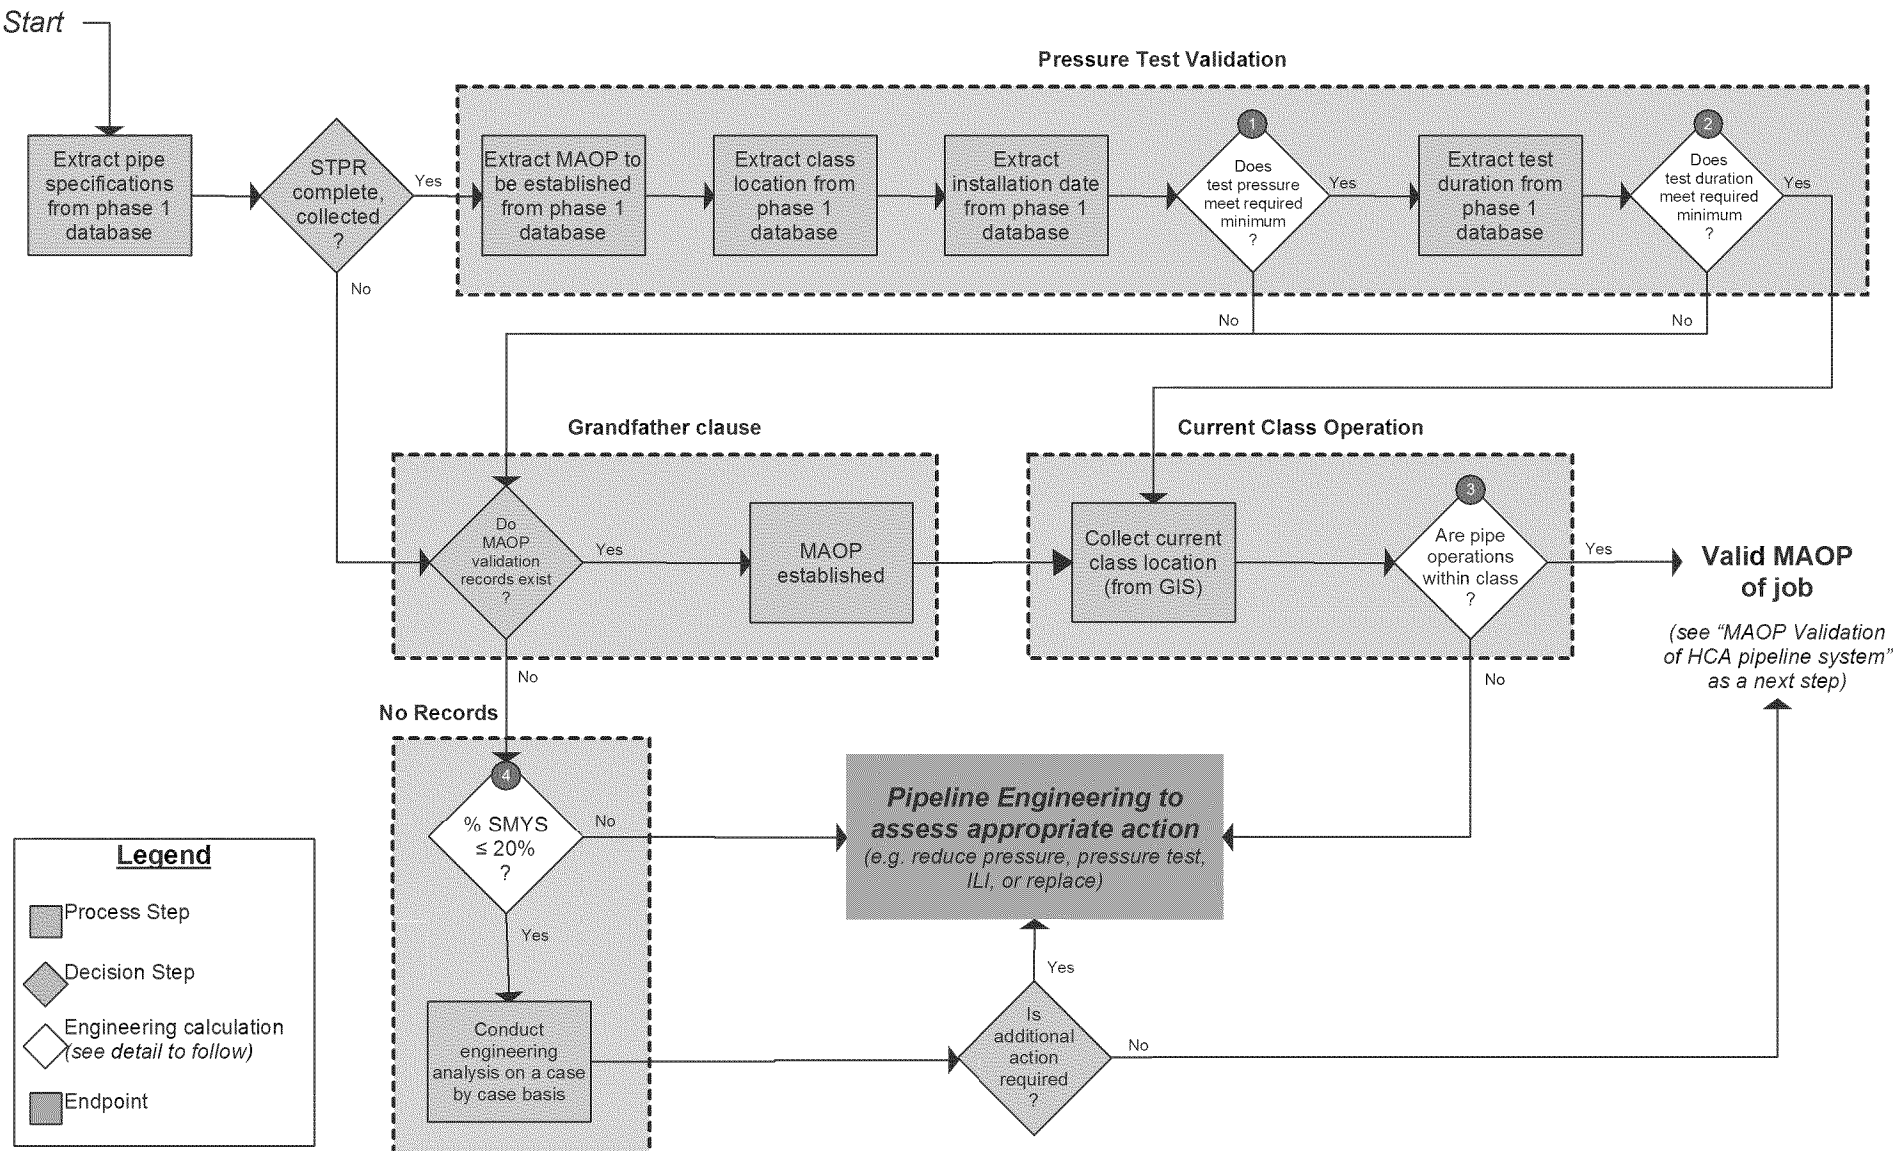 Start
Pressure Test Validation
Extract pipe
specifications
from phase 1
database
STPR
complete,
collected
?
Yes
No
Extract MAOP to
be established
from phase 1
database
Extract class
location from
phase 1
database
Extract
installation date
from phase 1
database
1
Does
test pressure
meet required
minimum
?
Yes
No
Extract test
duration from
phase 1
database
2
Does
test duration
meet required
minimum
?
Yes
No
Grandfather clause
Do
MAOP
validation
records exist
?
Yes
No
MAOP
established
Current Class Operation
Collect current
class location
(from GIS)
3
Are pipe
operations
within class
?
Yes
No
Valid MAOP
of job
(see “MAOP Validation
of HCA pipeline system”
as a next step)
No Records
4
% SMYS
≤ 20%
?
No
Yes
Conduct
engineering
analysis on a case
by case basis
Pipeline Engineering to
assess appropriate action
(e.g. reduce pressure, pressure test,
ILI, or replace)
Yes
Is
additional
action
required
?
No
Legend
Process Step
Decision Step
Engineering calculation
(see detail to follow)
Endpoint